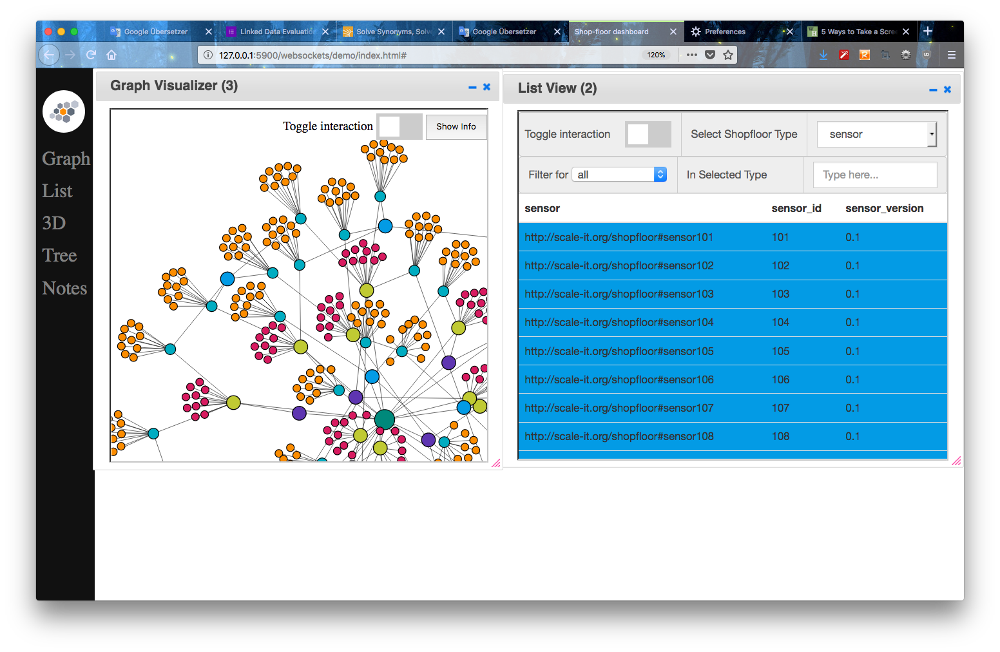 Google Übersetzer
Linked Data Evaluation
Solve Synonyms, Solv
Google Übersetzer
Shop-floor dashboard
Preferences
5 Ways to Take a Scree
127.0.0.1:5900/websockets/demo/index.html#
120%
Graph
List
3D
Tree
Notes
Graph Visualizer (3)
Toggle interaction
Show Info
List View (2)
Toggle interaction
Select Shopfloor Type
sensor
Filter for
all
In Selected Type
Type here...
sensor sensor_id sensor_version
http://scale-it.org/shopfloor#sensor101 101 0.1
http://scale-it.org/shopfloor#sensor102 102 0.1
http://scale-it.org/shopfloor#sensor103 103 0.1
http://scale-it.org/shopfloor#sensor104 104 0.1
http://scale-it.org/shopfloor#sensor105 105 0.1
http://scale-it.org/shopfloor#sensor106 106 0.1
http://scale-it.org/shopfloor#sensor107 107 0.1
http://scale-it.org/shopfloor#sensor108 108 0.1